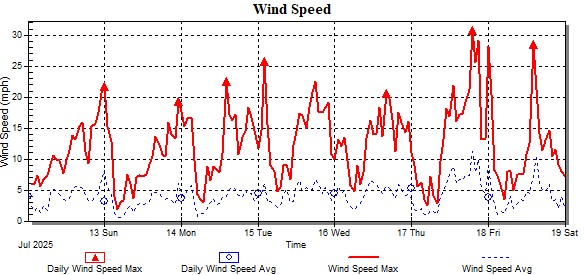 Wind Speed
Wind Speed (mph)
30
25
20
15
10
5
0
13 Sun 14 Mon 15 Tue 16 Wed 17 Thu 18 Fri 19 Sat
Jul 2025 Time
Daily Wind Speed Max Daily Wind Speed Avg Wind Speed Max Wind Speed Avg